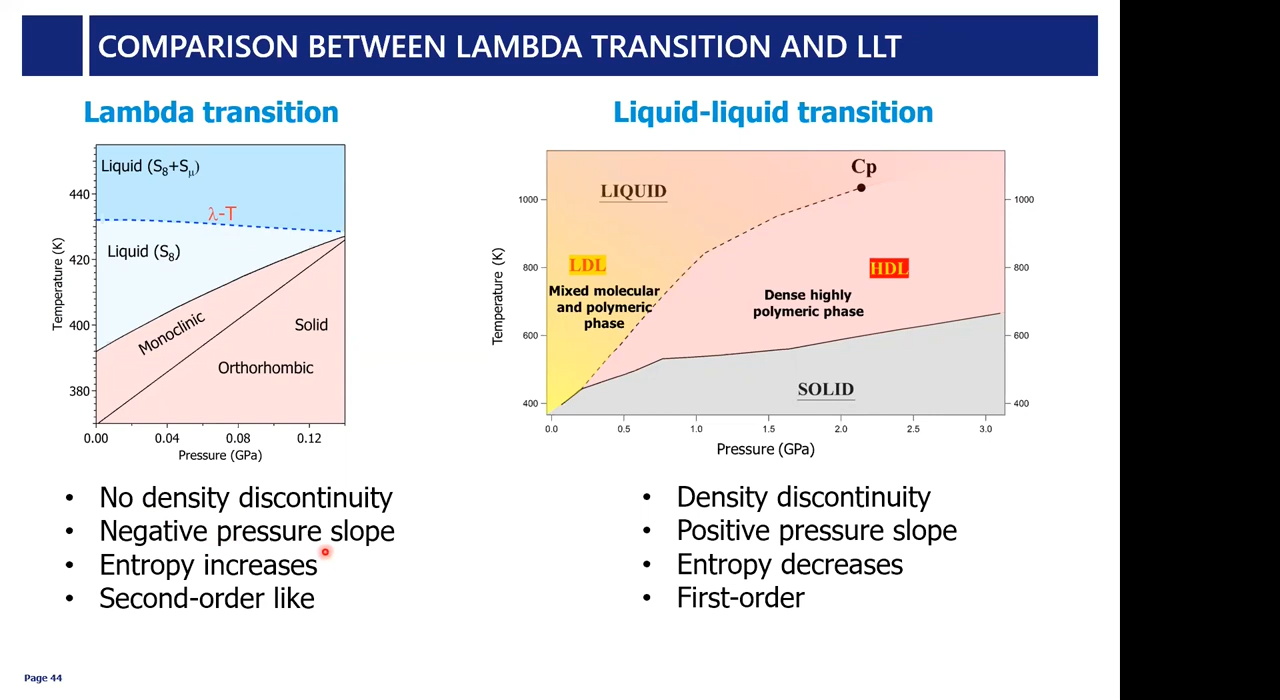 COMPARISON BETWEEN LAMBDA TRANSITION AND LLT
Lambda transition
Liquid (S₈+Sμ)
λ-T
Liquid (S₈)
Monoclinic
Solid
Orthorhombic
440
420
400
380
Temperature (K)
0.00 0.04 0.08 0.12
Pressure (GPa)
• No density discontinuity
• Negative pressure slope
• Entropy increases
• Second-order like
Liquid-liquid transition
Cp
LIQUID
LDL
Mixed molecular
and polymeric
phase
HDL
Dense highly
polymeric phase
SOLID
1000 1000
800 800
600 600
400 400
Temperature (K)
0.0 0.5 1.0 1.5 2.0 2.5 3.0
Pressure (GPa)
• Density discontinuity
• Positive pressure slope
• Entropy decreases
• First-order
Page 44